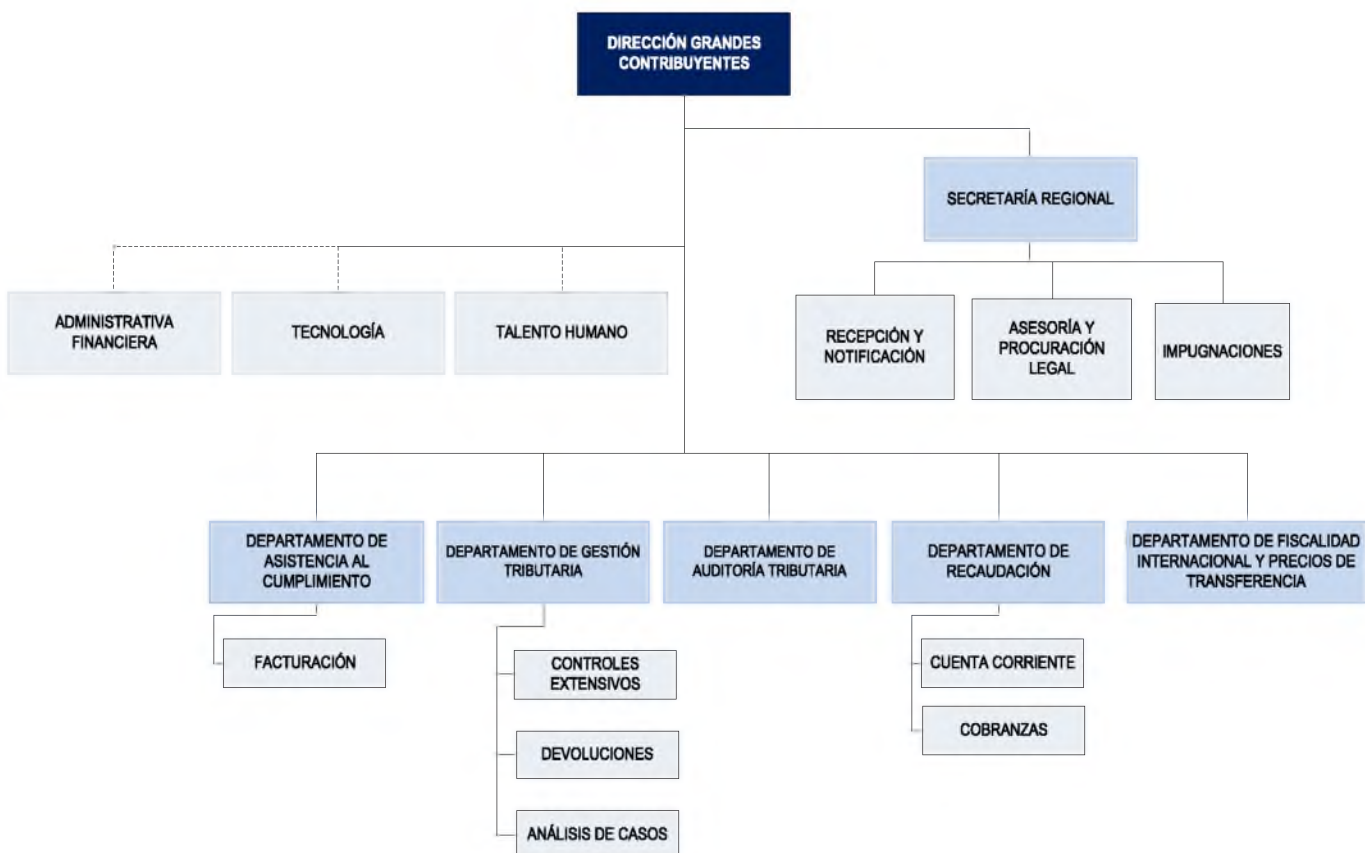 DIRECCIÓN GRANDES
CONTRIBUYENTES
SECRETARÍA REGIONAL
ADMINISTRATIVA
FINANCIERA
TECNOLOGÍA
TALENTO HUMANO
RECEPCIÓN Y
NOTIFICACIÓN
ASESORÍA Y
PROCURACIÓN
LEGAL
IMPUGNACIONES
DEPARTAMENTO DE
ASISTENCIA AL
CUMPLIMIENTO
DEPARTAMENTO DE GESTIÓN
TRIBUTARIA
DEPARTAMENTO DE
AUDITORÍA TRIBUTARIA
DEPARTAMENTO DE
RECAUDACIÓN
DEPARTAMENTO DE FISCALIDAD
INTERNACIONAL Y PRECIOS DE
TRANSFERENCIA
FACTURACIÓN
CONTROLES
EXTENSIVOS
DEVOLUCIONES
ANÁLISIS DE CASOS
CUENTA CORRIENTE
COBRANZAS